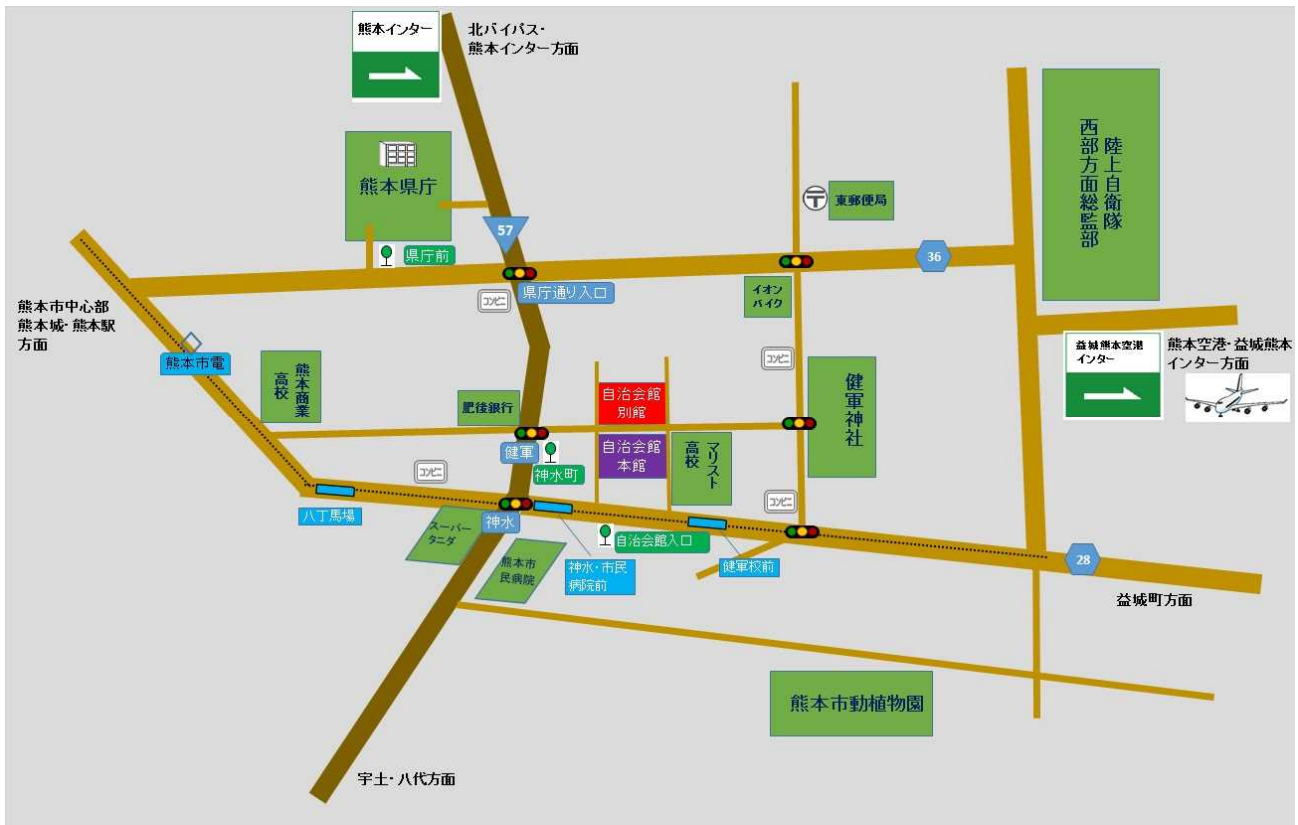 熊本インター
北バイパス・
熊本インター方面
熊本県庁
県庁前
57
県庁通り入口
コンビニ
東郵便局
36
陸上自衛隊
西部方面総監部
イオン
バイク
コンビニ
熊本市中心部
熊本城・熊本駅
方面
熊本市電
熊本商業
高校
肥後銀行
健軍
神水町
自治会館
別館
自治会館
本館
マリスト
高校
健軍神社
益城熊本空港
インター
熊本空港・益城熊本
インター方面
コンビニ
コンビニ
八丁馬場
スーパー
タニダ
神水
熊本市
民病院
神水・市民
病院前
自治会館入口
健軍校前
28
益城町方面
熊本市動植物園
宇土・八代方面